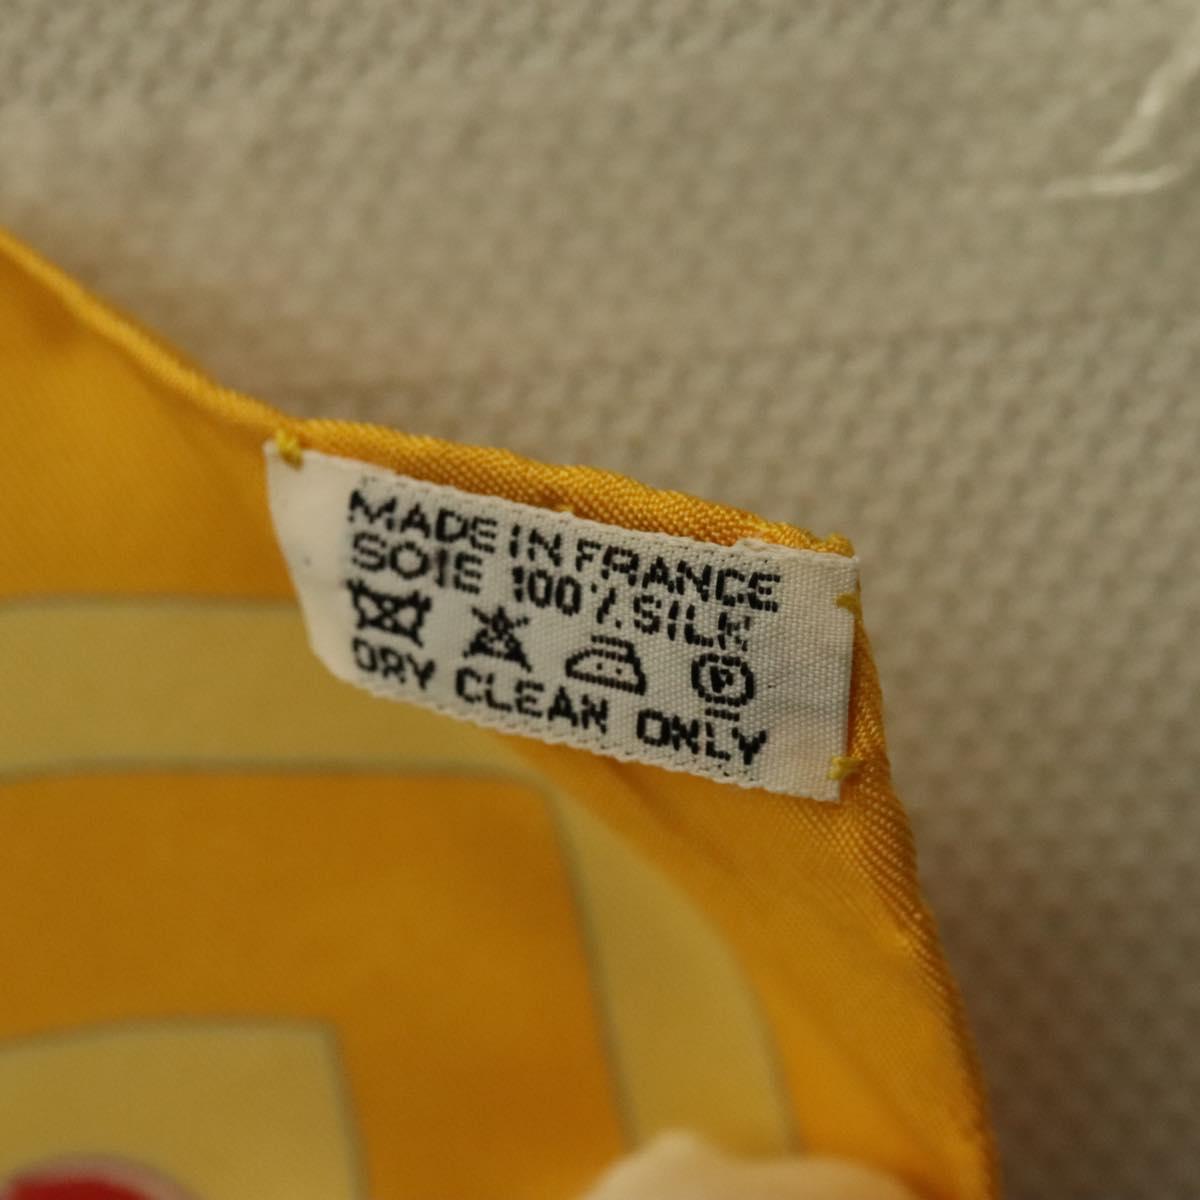 MADE IN FRANCE
SOIE 100% SILK
P
DRY CLEAN ONLY